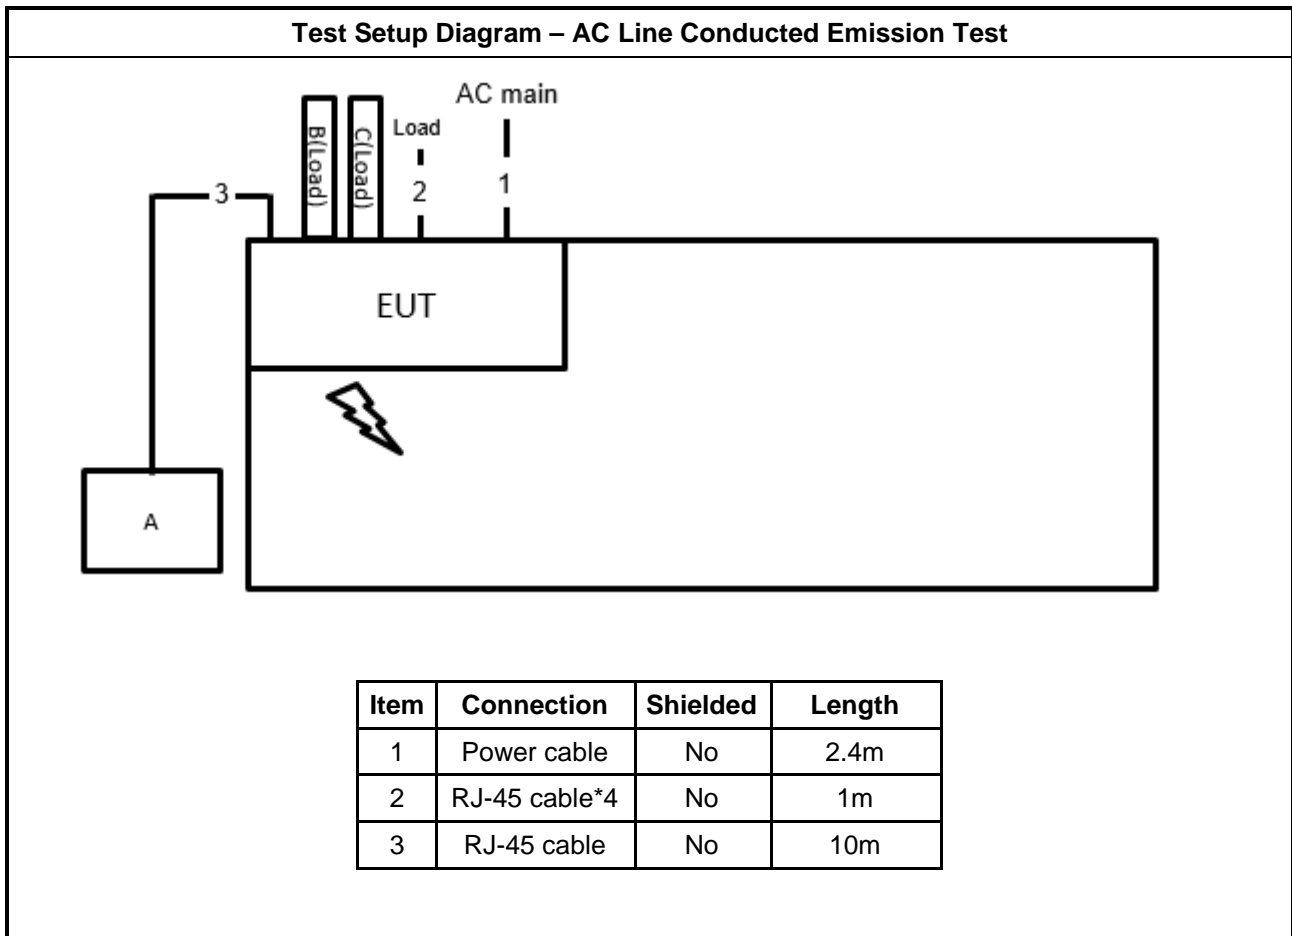 Test Setup Diagram – AC Line Conducted Emission Test
AC main
Load
B(Load)
C(Load)
3
2
1
EUT
A
Item Connection Shielded Length
1 Power cable No 2.4m
2 RJ-45 cable*4 No 1m
3 RJ-45 cable No 10m